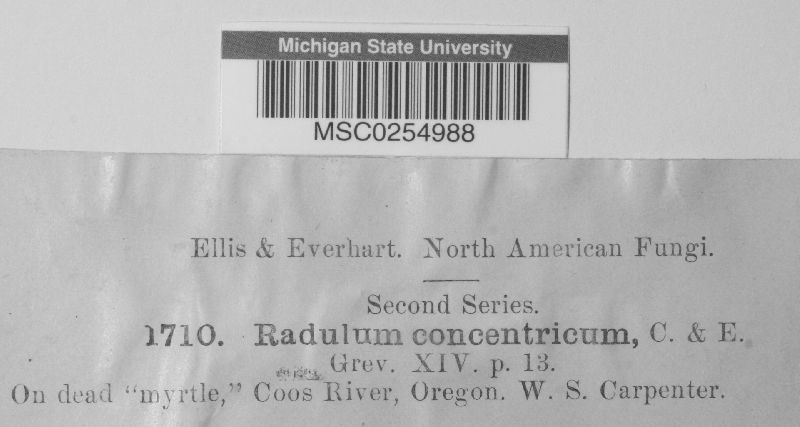 Michigan State University
MSC0254988
Ellis & Everhart. North American Fungi.
Second Series.
1710. Radulum concentricum, C. & E.
Grev. XIV. p. 13.
On dead "myrtle," Coos River, Oregon. W. S. Carpenter.